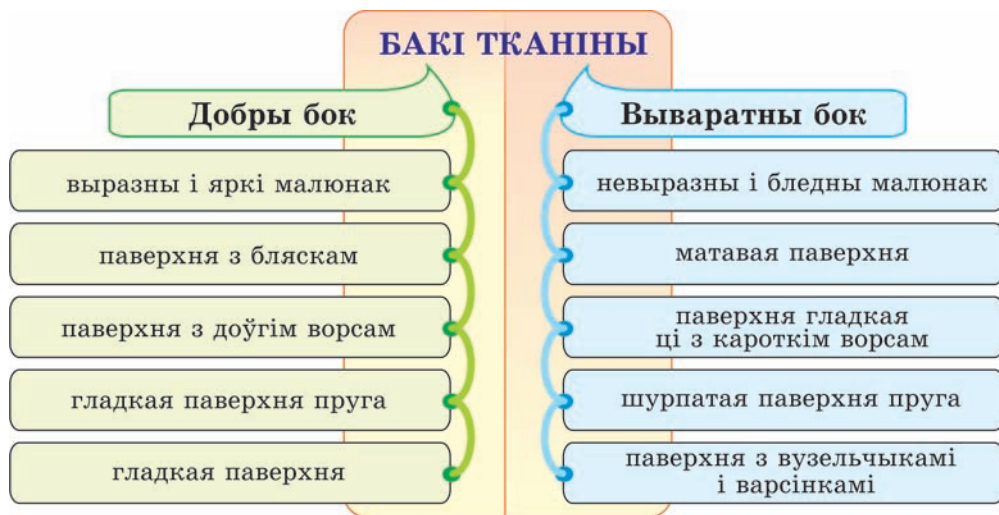 БАКІ ТКАНІНЫ
Добры бок
выразны і яркі малюнак
паверхня з бляскам
паверхня з доўгім ворсам
гладкая паверхня пруга
гладкая паверхня
Вываратны бок
невыразны і бледны малюнак
матавая паверхня
паверхня гладкая
ці з кароткім ворсам
шурпатая паверхня пруга
паверхня з вузельчыкамі
і варсінкамі